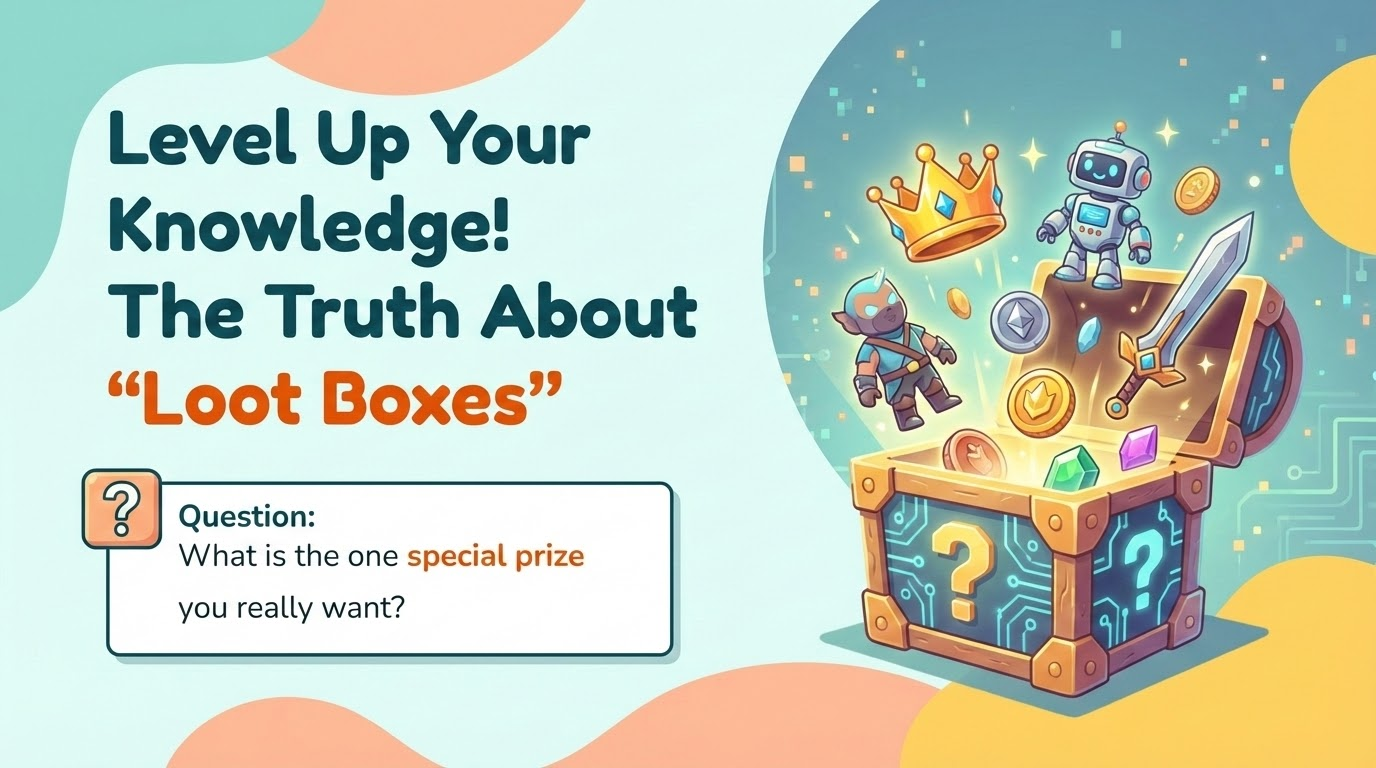 Level Up Your
Knowledge!
The Truth About
“Loot Boxes”
?
Question:
What is the one special prize
you really want?
?
?